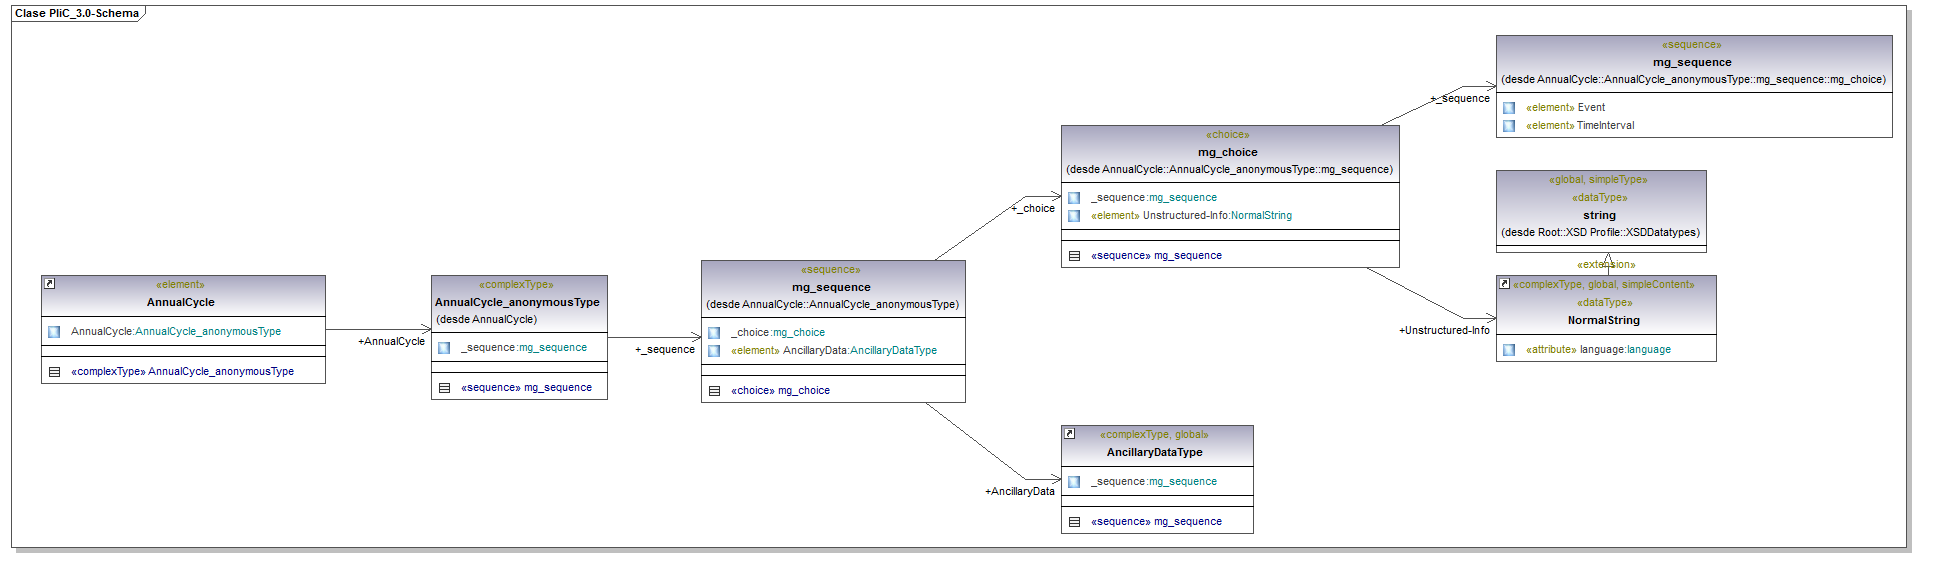 Clase PliC_3.0-Schema
«element»
AnnualCycle
AnnualCycle:AnnualCycle_anonymousType
«complexType» AnnualCycle_anonymousType
+AnnualCycle
«complexType»
AnnualCycle_anonymousType
(desde AnnualCycle)
_sequence:mg_sequence
«sequence» mg_sequence
+_sequence
«sequence»
mg_sequence
(desde AnnualCycle::AnnualCycle_anonymousType)
_choice:mg_choice
«element» AncillaryData:AncillaryDataType
«choice» mg_choice
+_choice
+AncillaryData
«choice»
mg_choice
(desde AnnualCycle::AnnualCycle_anonymousType::mg_sequence)
_sequence:mg_sequence
«element» Unstructured-Info:NormalString
«sequence» mg_sequence
«complexType, global»
AncillaryDataType
_sequence:mg_sequence
«sequence» mg_sequence
+_sequence
+Unstructured-Info
«sequence»
mg_sequence
(desde AnnualCycle::AnnualCycle_anonymousType::mg_sequence::mg_choice)
«element» Event
«element» TimeInterval
«global, simpleType»
«dataType»
string
(desde Root::XSD Profile::XSDDatatypes)
«extension»
«complexType, global, simpleContent»
«dataType»
NormalString
«attribute» language:language